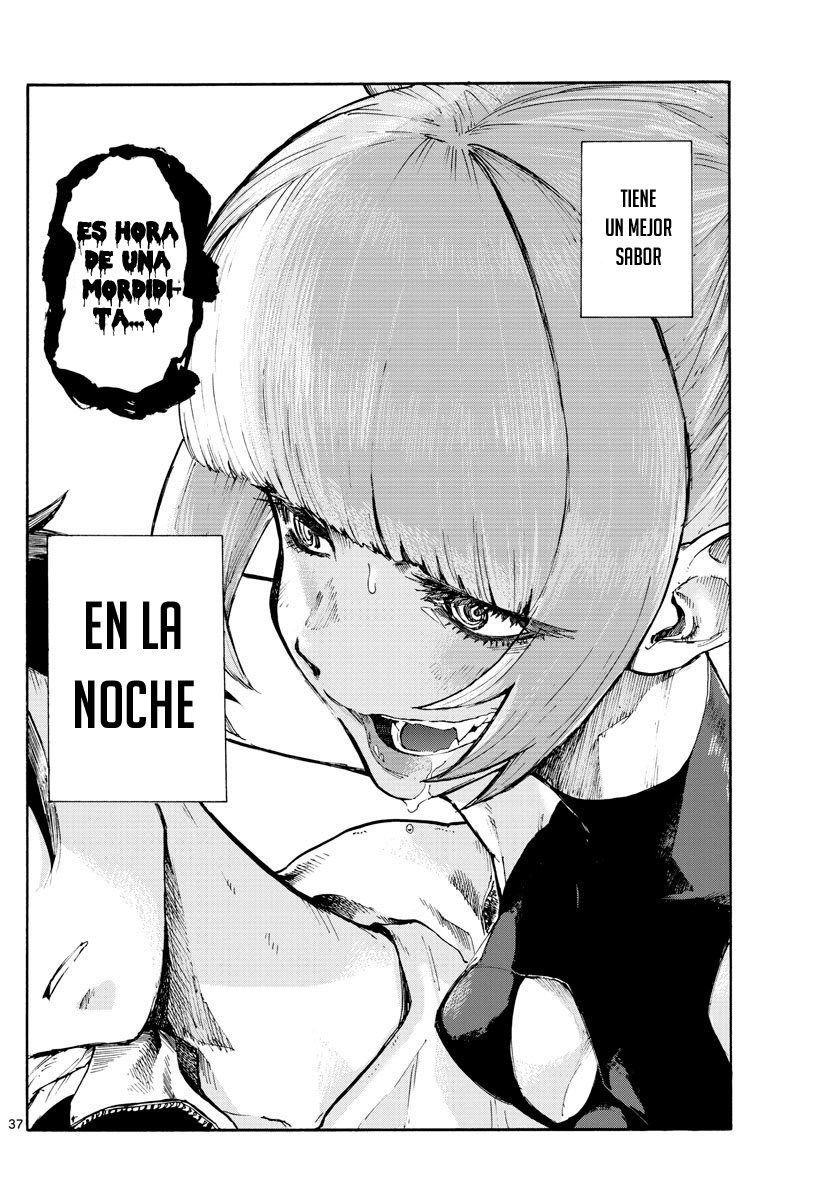 TIENE
UN MEJOR
SABOR
ES HORA
DE UNA
MORDIDI-
TA...♥
EN LA
NOCHE
37